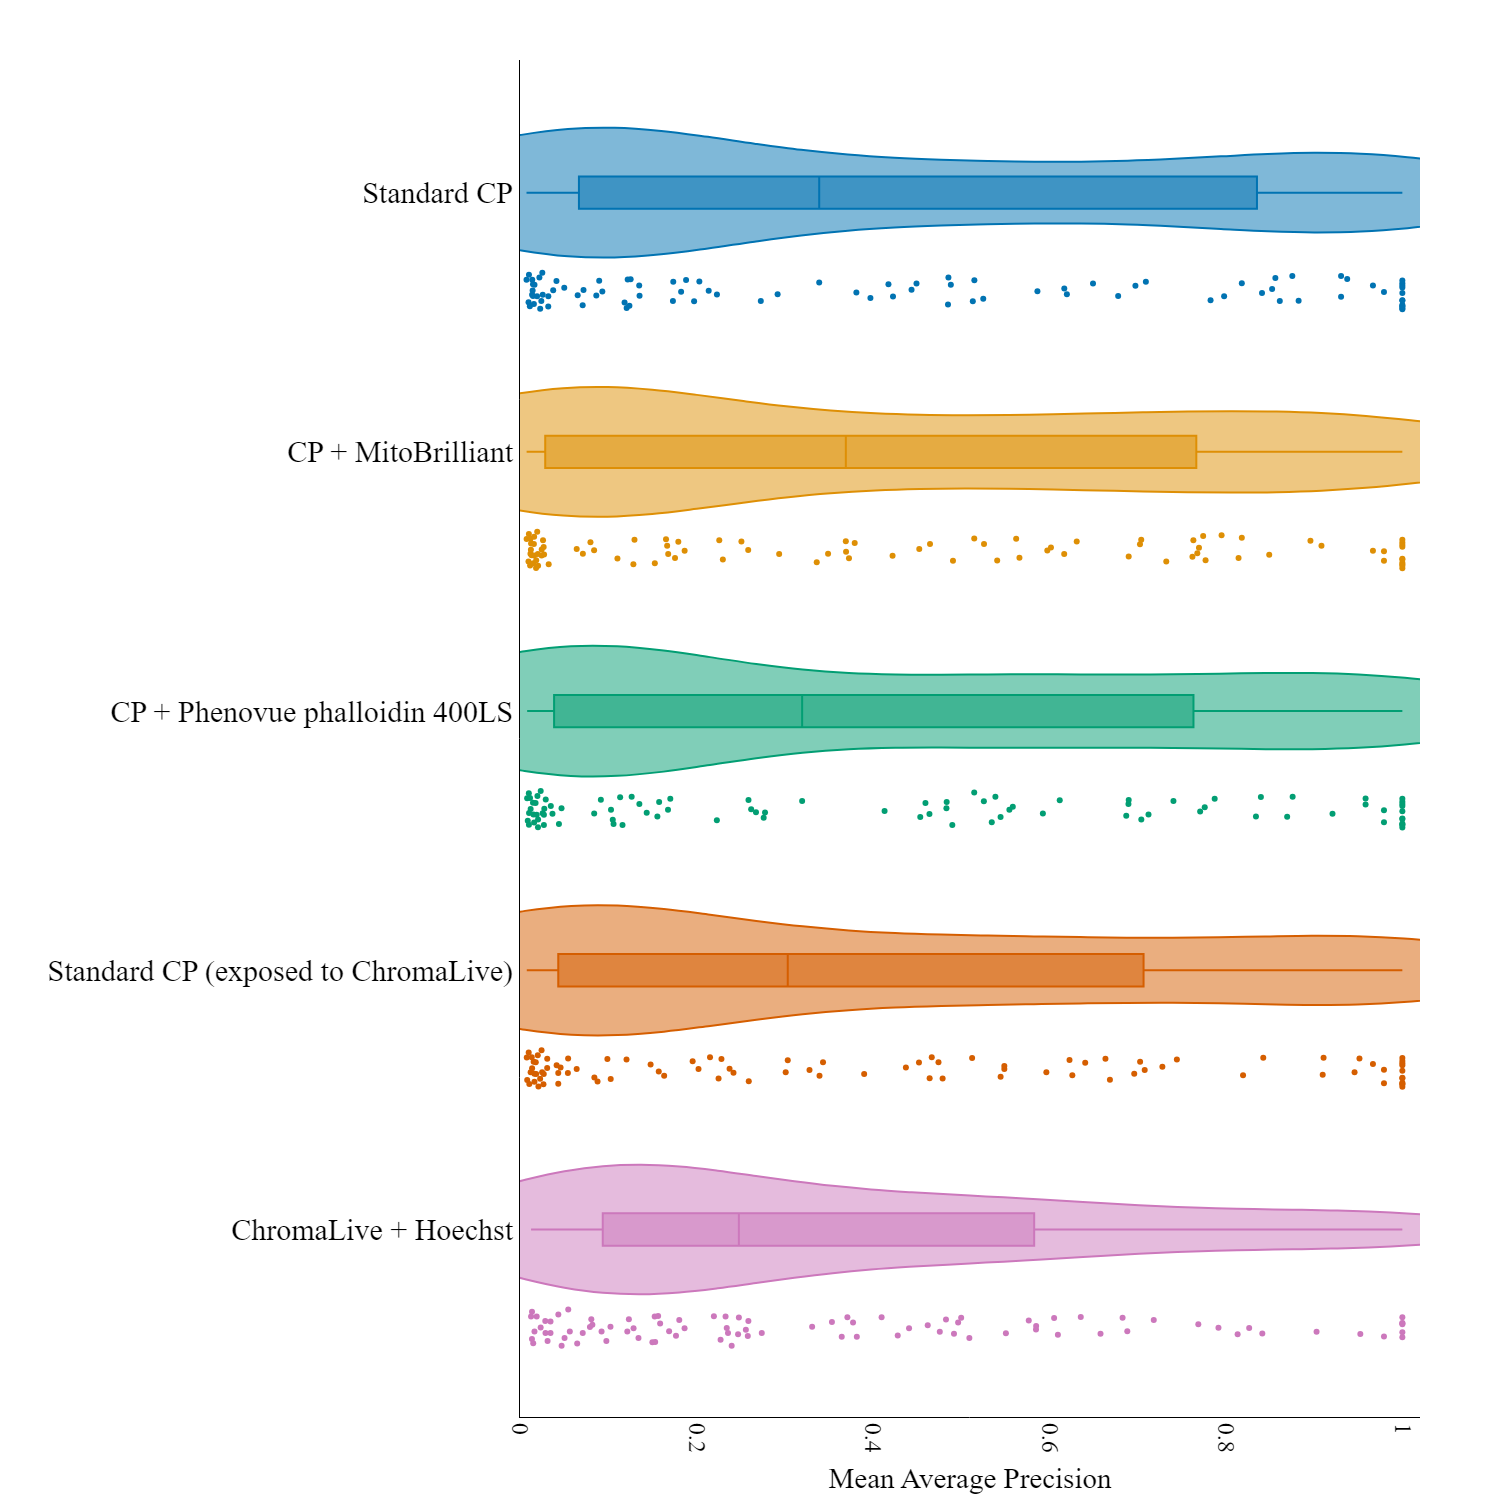 Standard CP
CP + MitoBrilliant
CP + Phenovue phalloidin 400LS
Standard CP (exposed to ChromaLive)
ChromaLive + Hoechst
0 0.2 0.4 0.6 0.8 1
Mean Average Precision